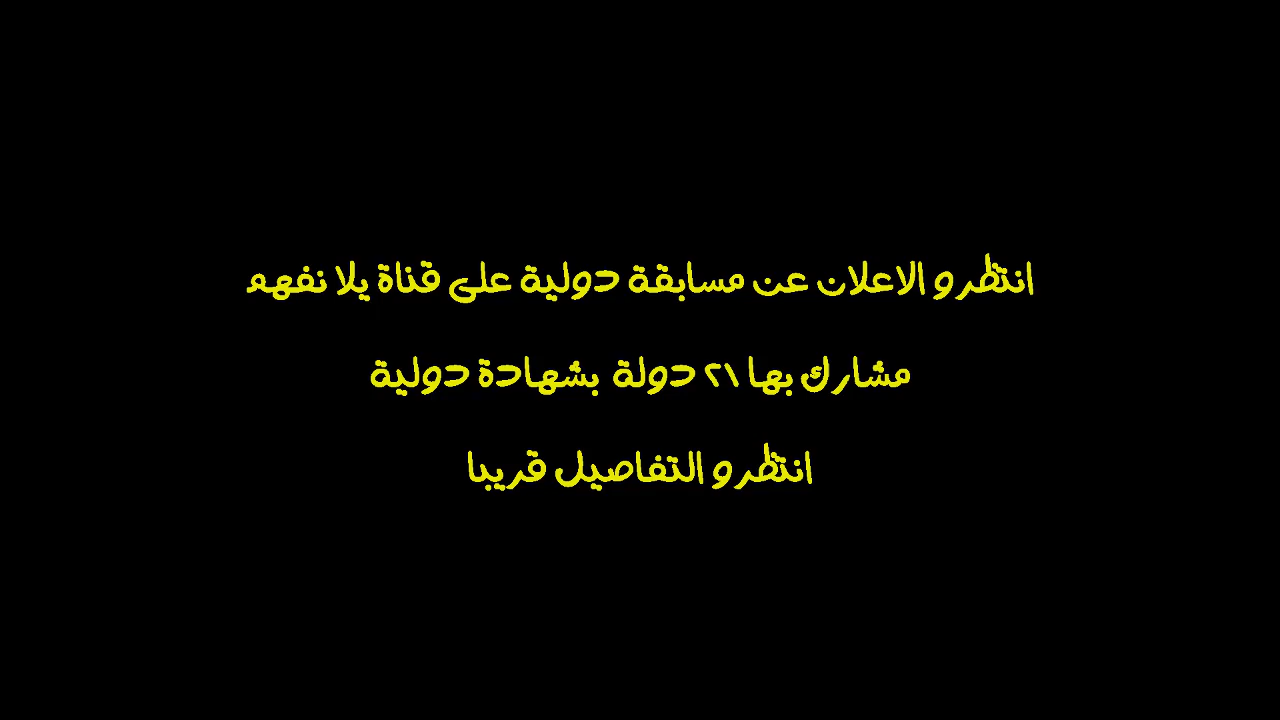 انتظرو الاعلان عن مسابقة دولية على قناة يلا نفهم
مشارك بها ٢١ دولة بشهادة دولية
انتظرو التفاصيل قريبا